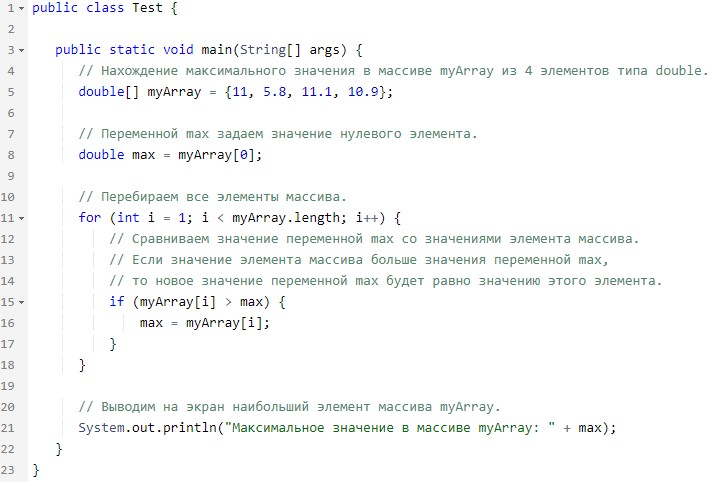 1 public class Test {
2
3 public static void main(String[] args) {
4 // Нахождение максимального значения в массиве myArray из 4 элементов типа double.
5 double[] myArray = {11, 5.8, 11.1, 10.9};
6
7 // Переменной max задаем значение нулевого элемента.
8 double max = myArray[0];
9
10 // Перебираем все элементы массива.
11 for (int i = 1; i < myArray.length; i++) {
12 // Сравниваем значение переменной max со значениями элемента массива.
13 // Если значение элемента массива больше значения переменной max,
14 // то новое значение переменной max будет равно значению этого элемента.
15 if (myArray[i] > max) {
16 max = myArray[i];
17 }
18 }
19
20 // Выводим на экран наибольший элемент массива myArray.
21 System.out.println("Максимальное значение в массиве myArray: " + max);
22 }
23 }